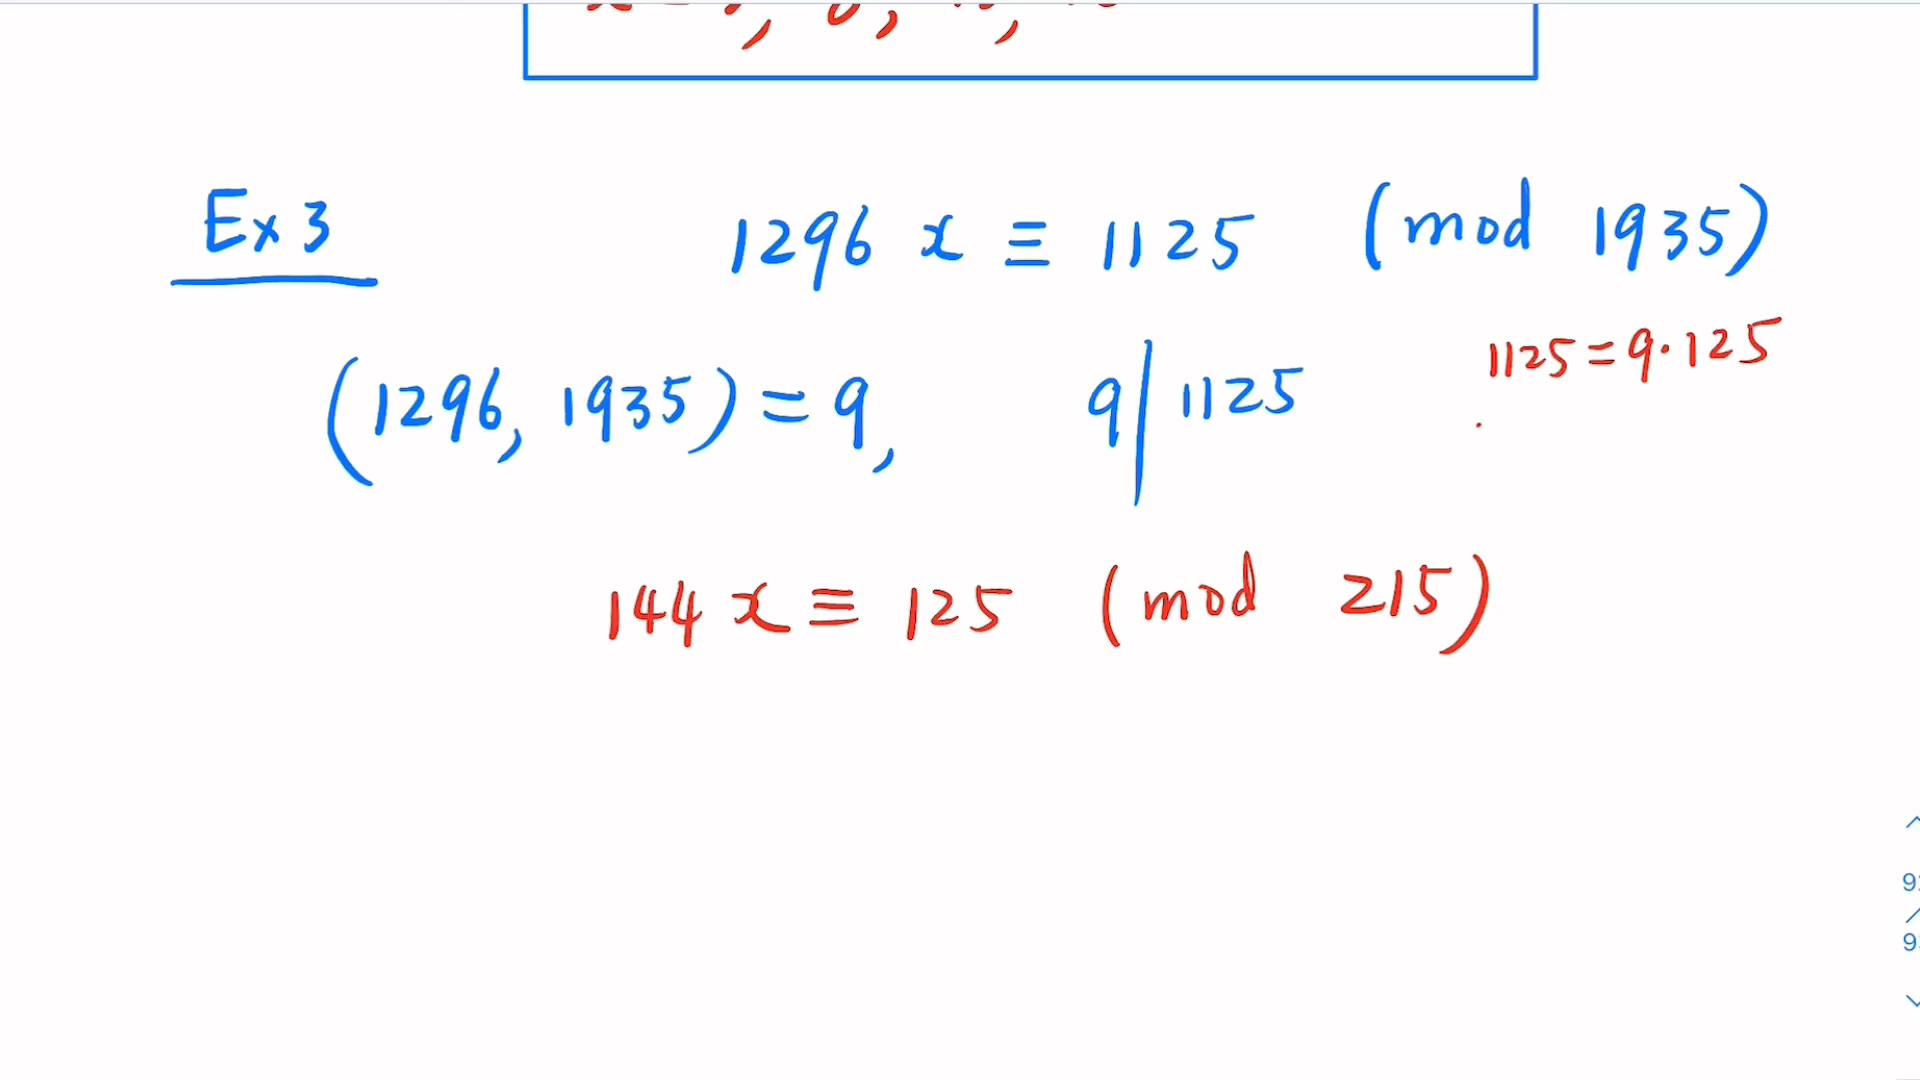 Ex 3 1296 x ≡ 1125 (mod 1935)
1125 = 9·125
(1296, 1935) = 9, 9 | 1125
144 x ≡ 125 (mod 215)